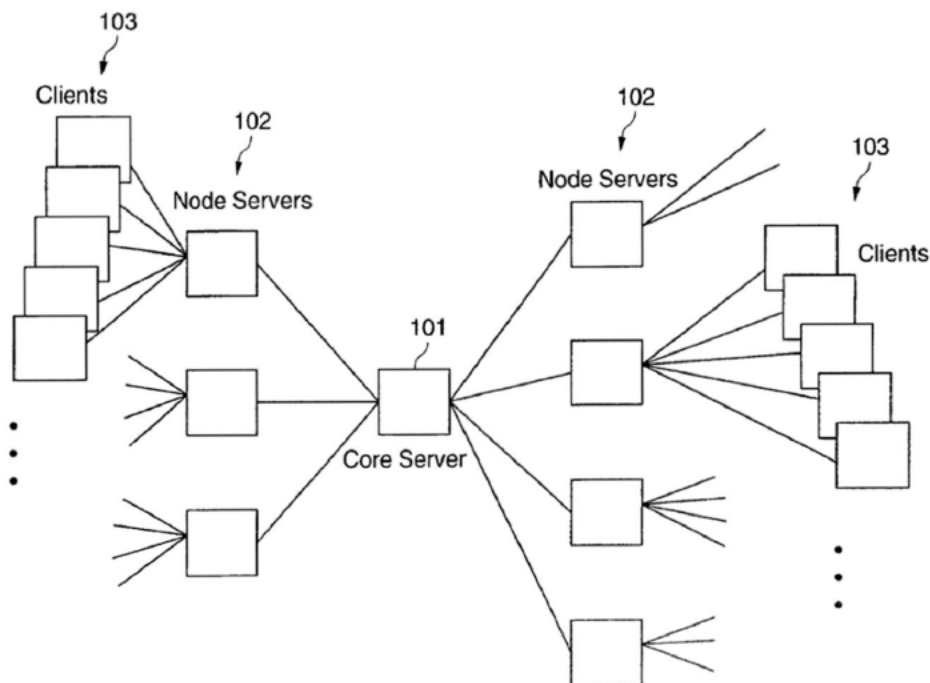 103
Clients
102
Node Servers
101
Core Server
102
Node Servers
103
Clients